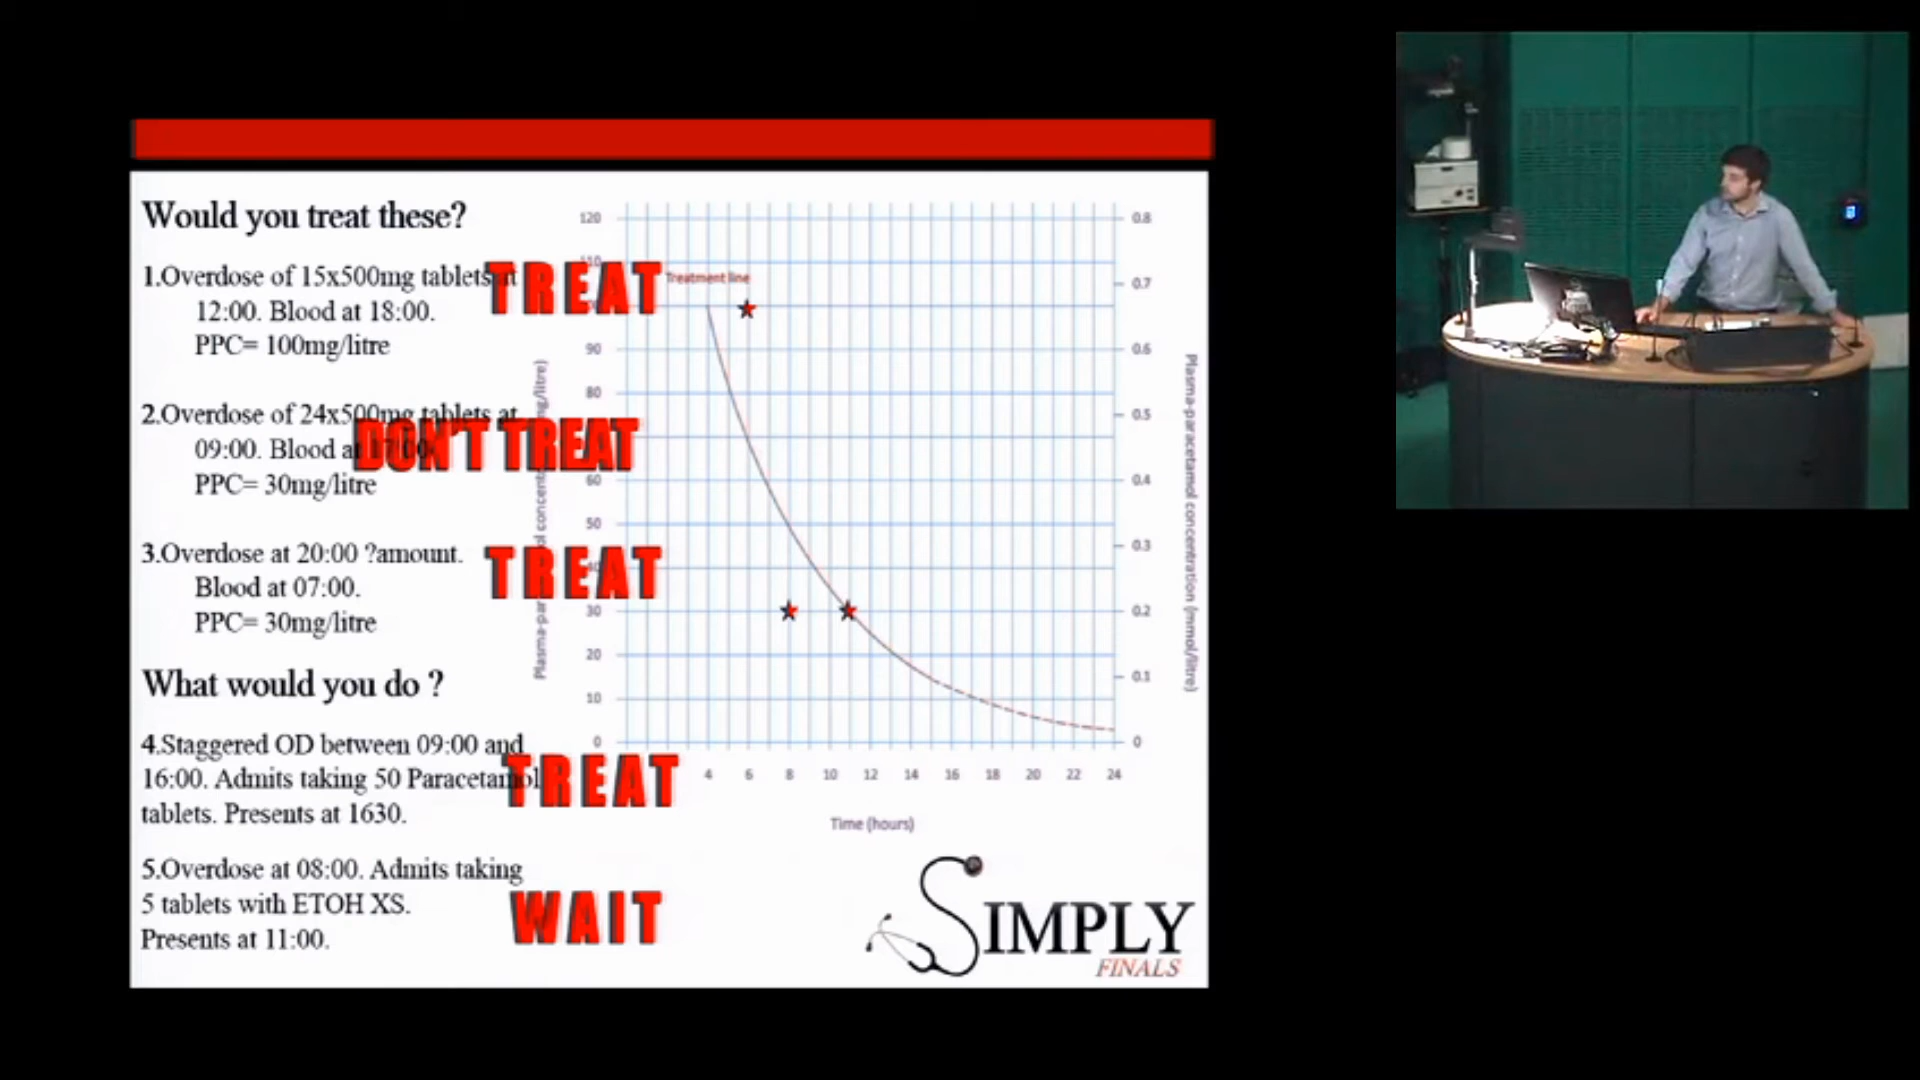 Would you treat these?
1.Overdose of 15x500mg tablets at
12:00. Blood at 18:00.
PPC= 100mg/litre
TREAT
2.Overdose of 24x500mg tablets at
09:00. Blood at 17:00.
PPC= 30mg/litre
DON'T TREAT
3.Overdose at 20:00 ?amount.
Blood at 07:00.
PPC= 30mg/litre
TREAT
What would you do ?
4.Staggered OD between 09:00 and
16:00. Admits taking 50 Paracetamol
tablets. Presents at 1630.
TREAT
5.Overdose at 08:00. Admits taking
5 tablets with ETOH XS.
Presents at 11:00.
WAIT
Treatment line
120
110
90
80
60
50
30
20
10
0
0.8
0.7
0.6
0.5
0.4
0.3
0.2
0.1
0
4 6 8 10 12 14 16 18 20 22 24
Time (hours)
Plasma-paracetamol concentration (mmol/litre)
SIMPLY
FINALS